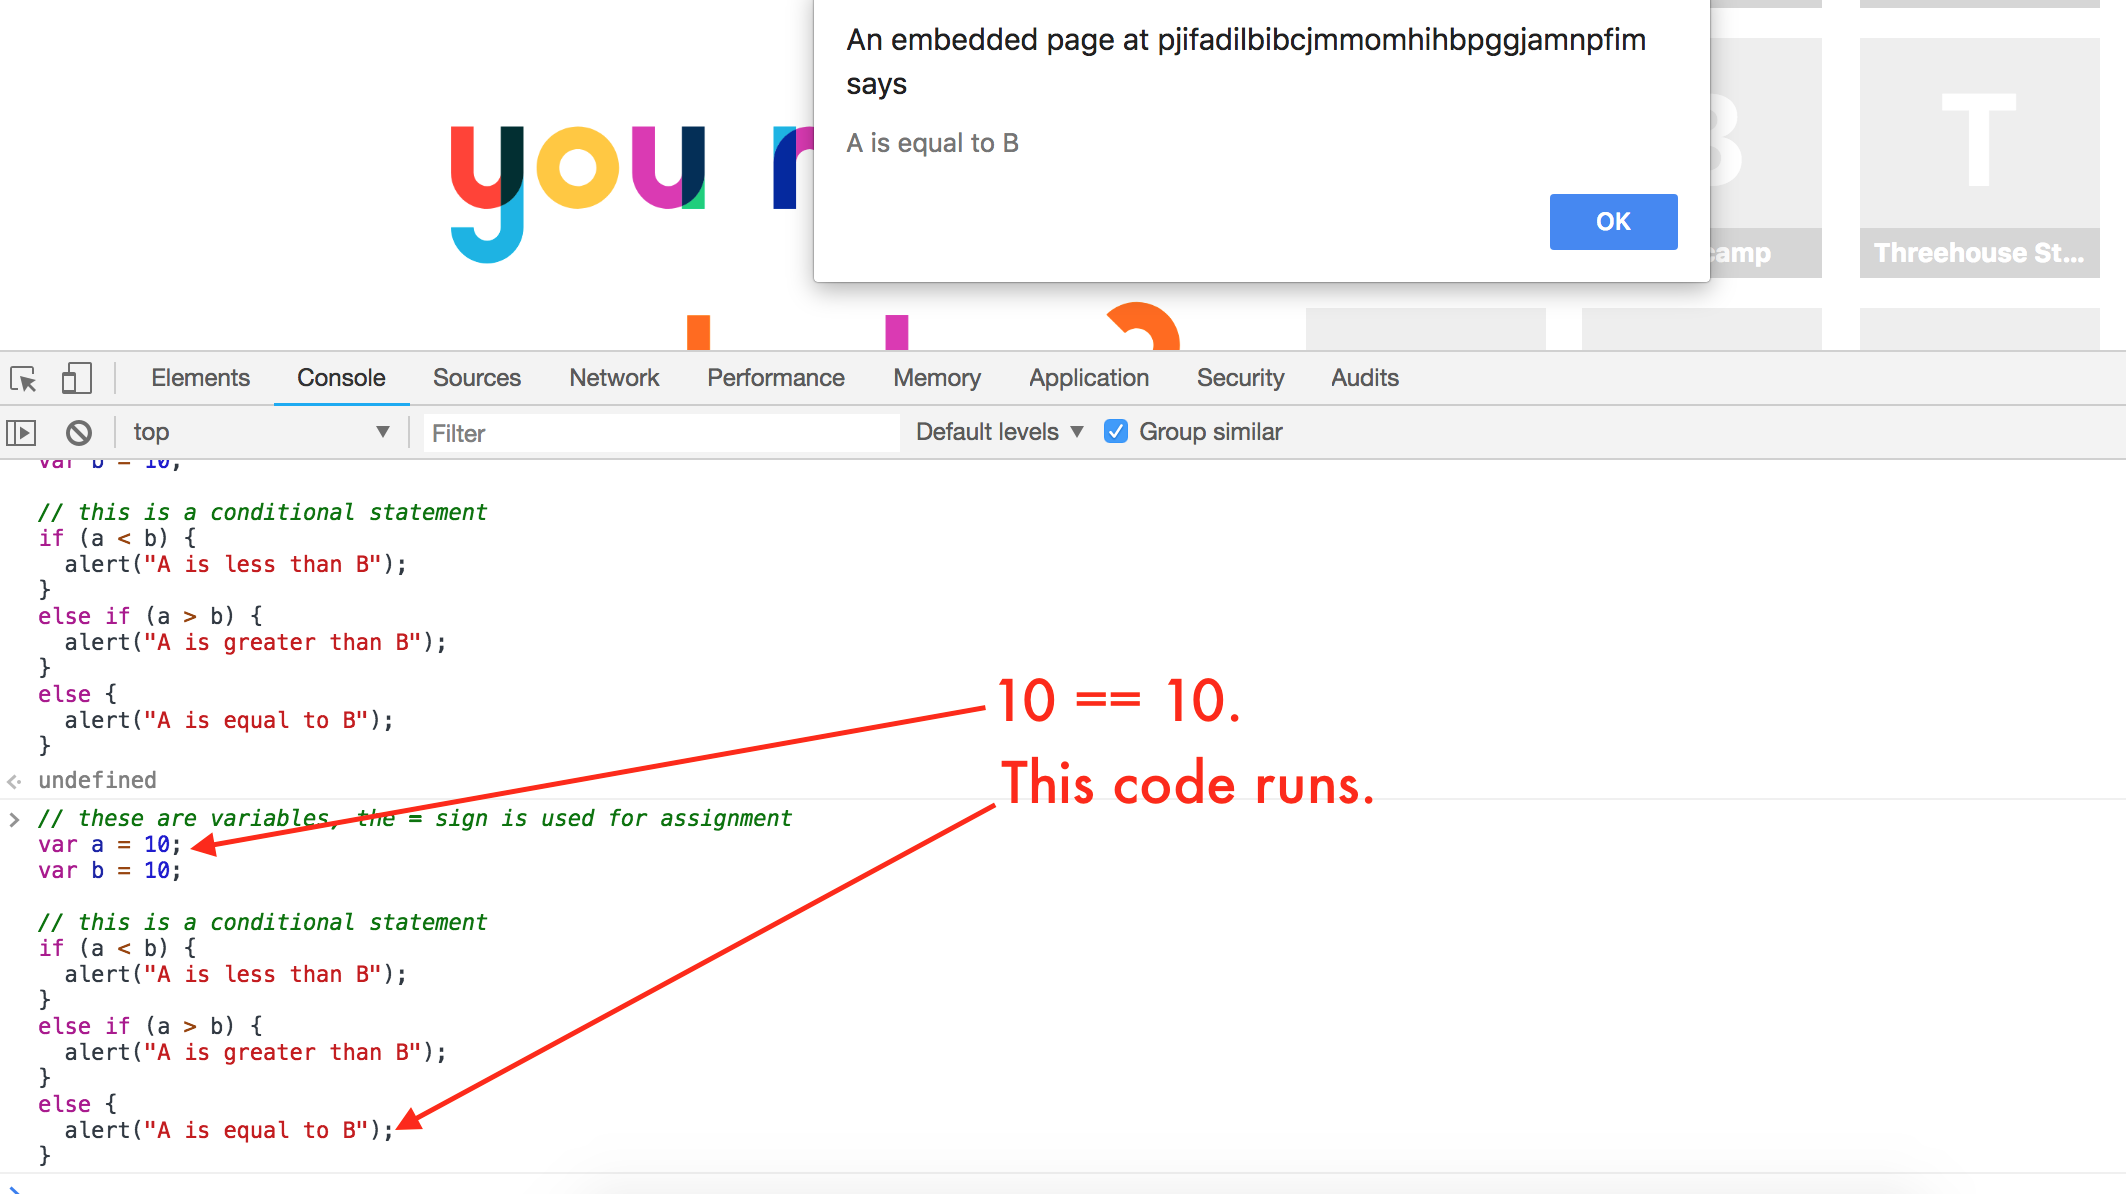 An embedded page at pjifadilbibcjmmomhihbpggjamnpfim
says
A is equal to B
OK
you
T
camp
Threehouse St...
Elements Console Sources Network Performance Memory Application Security Audits
top Filter Default levels Group similar
var b = 10;
// this is a conditional statement
if (a < b) {
alert("A is less than B");
}
else if (a > b) {
alert("A is greater than B");
}
else {
alert("A is equal to B");
}
undefined
10 == 10.
This code runs.
> // these are variables, the = sign is used for assignment
var a = 10;
var b = 10;
// this is a conditional statement
if (a < b) {
alert("A is less than B");
}
else if (a > b) {
alert("A is greater than B");
}
else {
alert("A is equal to B");
}